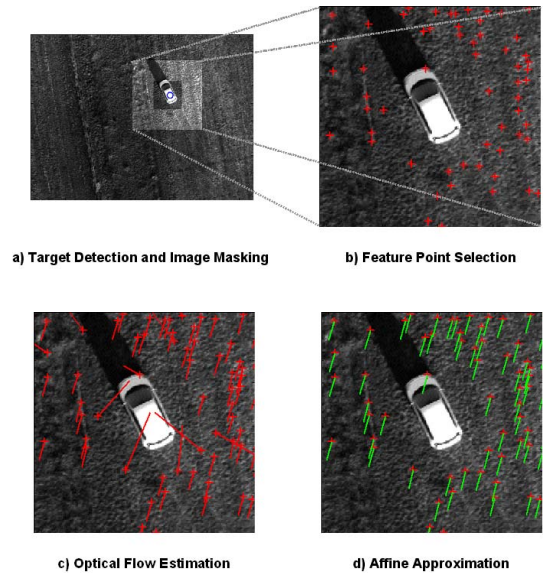 a) Target Detection and Image Masking
b) Feature Point Selection
c) Optical Flow Estimation
d) Affine Approximation